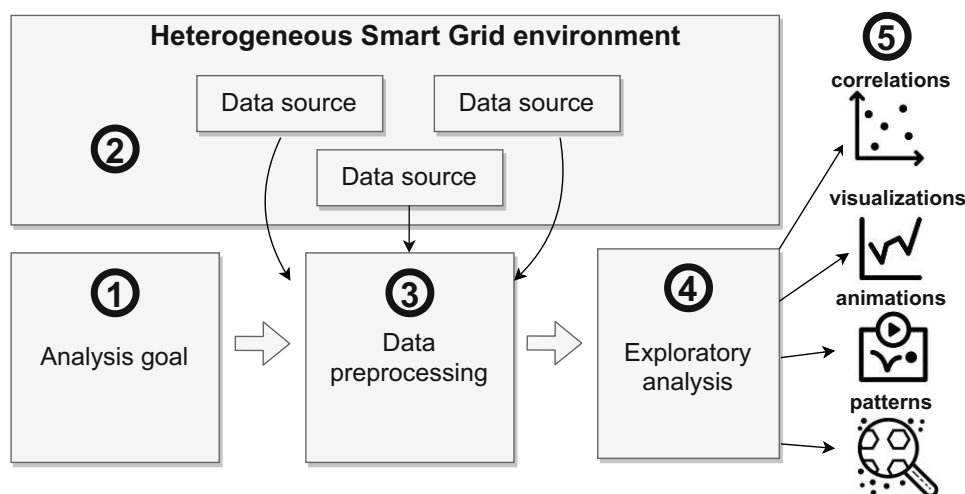 Heterogeneous Smart Grid environment
Data source
Data source
2
Data source
1
Analysis goal
3
Data
preprocessing
4
Exploratory
analysis
5
correlations
visualizations
animations
patterns